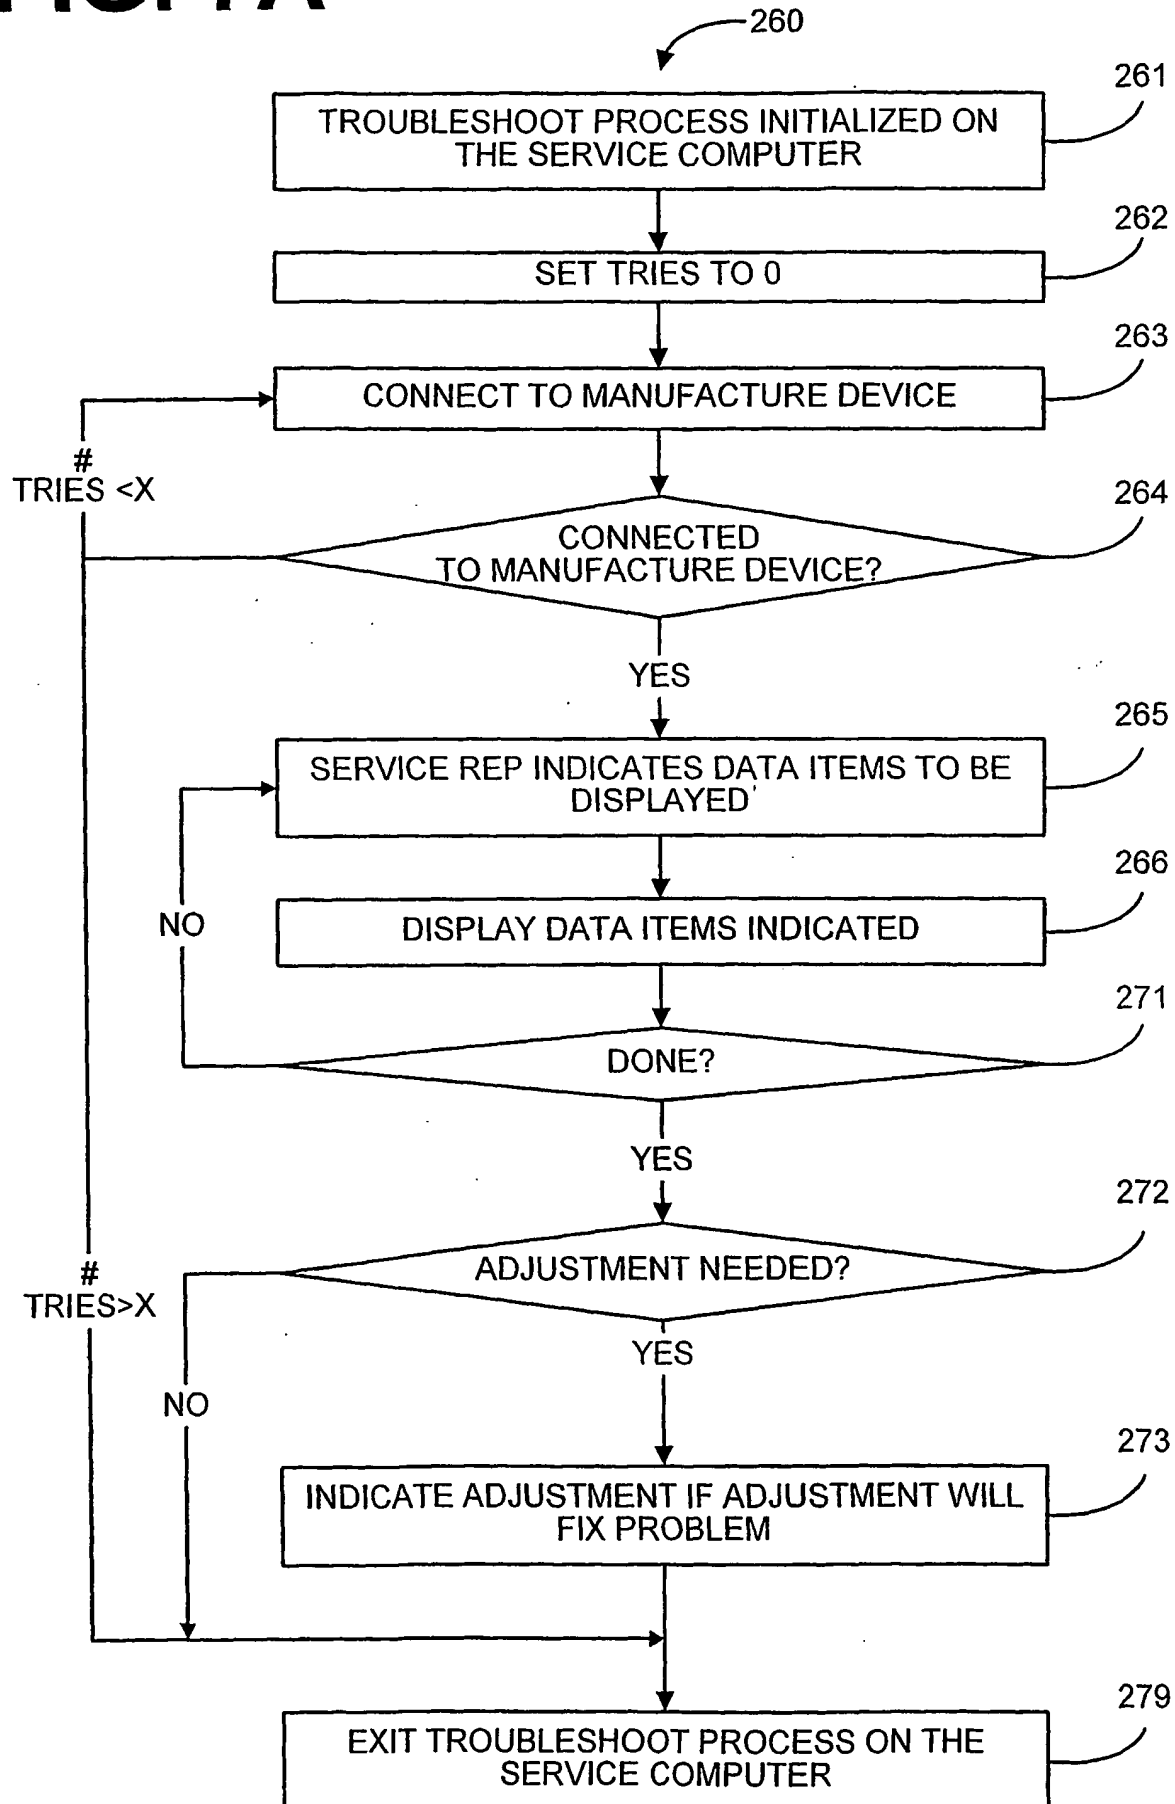 260
261
TROUBLESHOOT PROCESS INITIALIZED ON
THE SERVICE COMPUTER
262
SET TRIES TO 0
263
CONNECT TO MANUFACTURE DEVICE
#
TRIES <X
264
CONNECTED
TO MANUFACTURE DEVICE?
YES
265
SERVICE REP INDICATES DATA ITEMS TO BE
DISPLAYED
266
NO
DISPLAY DATA ITEMS INDICATED
271
DONE?
YES
272
ADJUSTMENT NEEDED?
#
TRIES>X
YES
NO
273
INDICATE ADJUSTMENT IF ADJUSTMENT WILL
FIX PROBLEM
279
EXIT TROUBLESHOOT PROCESS ON THE
SERVICE COMPUTER